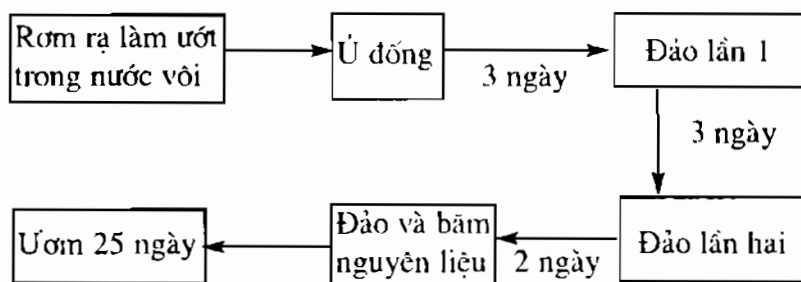 Rơm rạ làm ướt
trong nước vôi
Ủ đống
3 ngày
Đảo lần 1
3 ngày
Đảo lần hai
2 ngày
Đảo và băm
nguyên liệu
Ươm 25 ngày